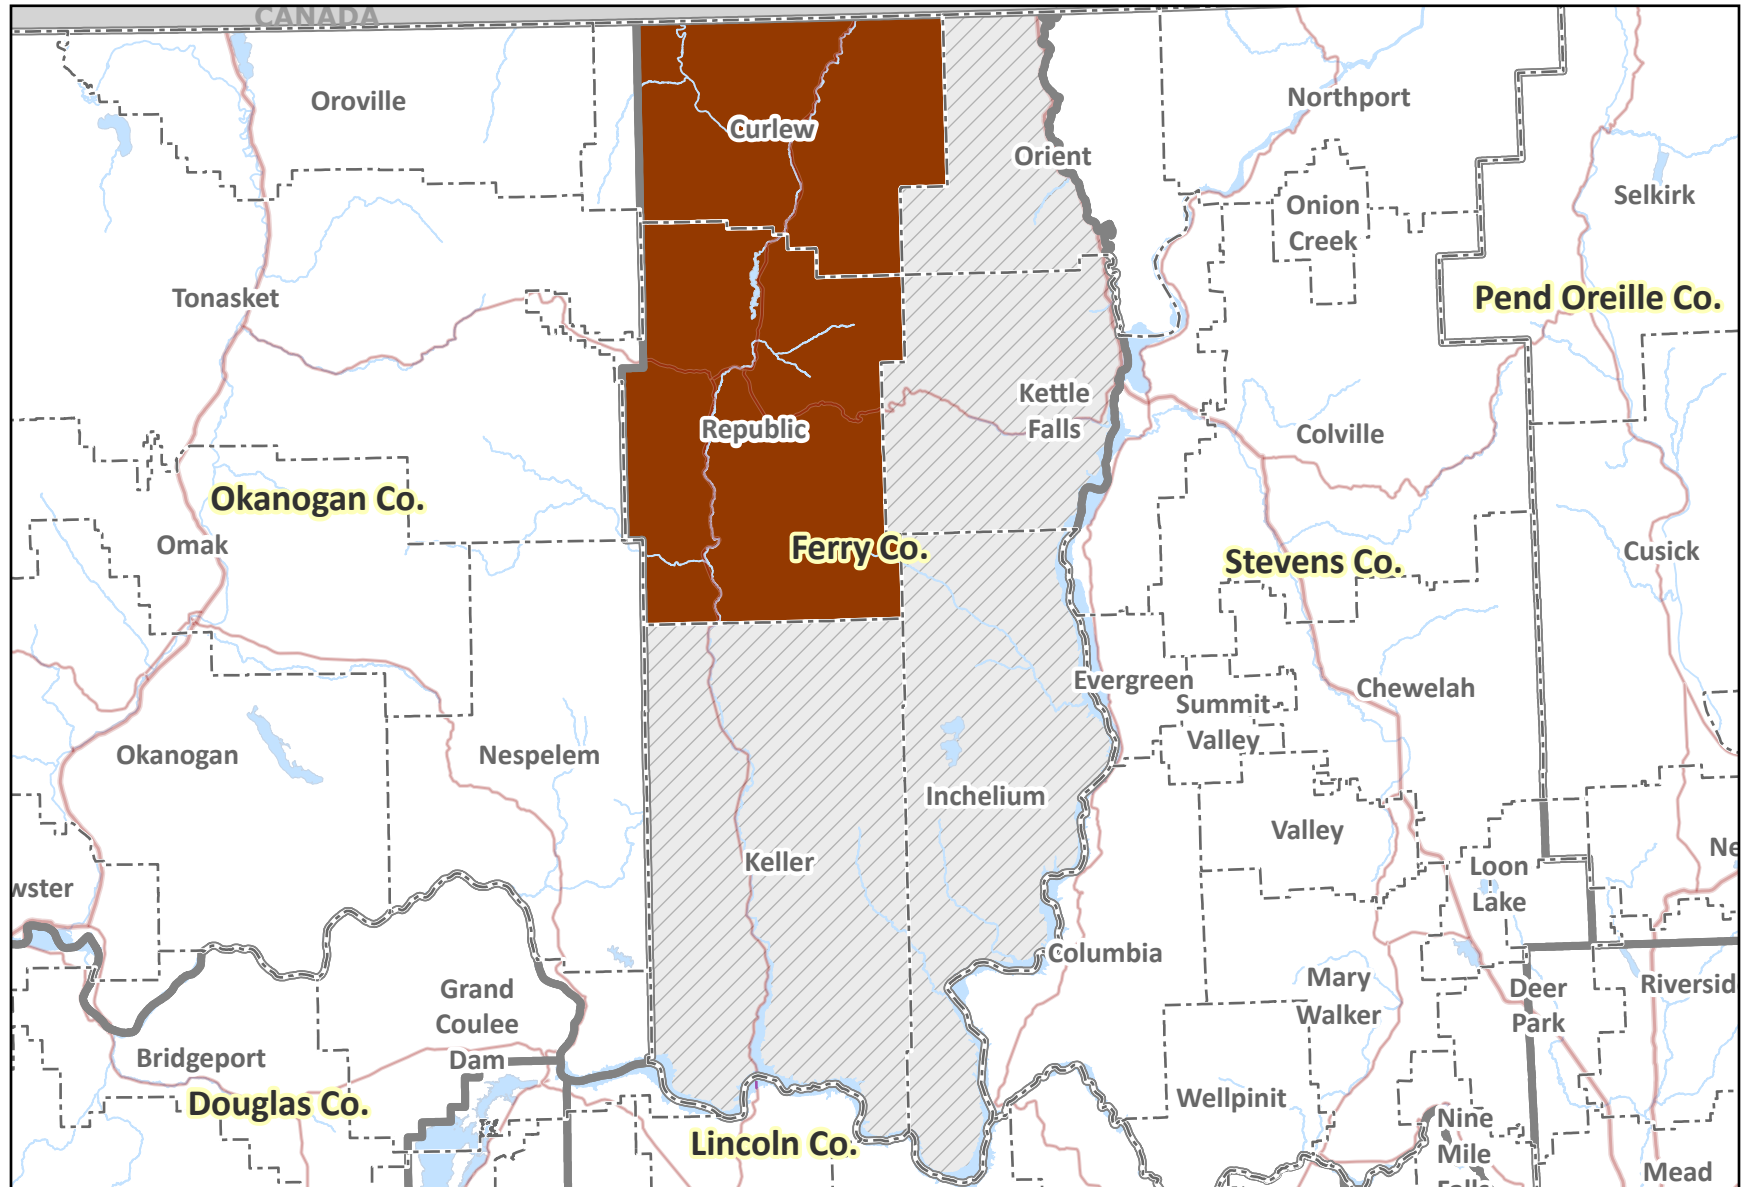 CANADA
Oroville
Northport
Curlew
Orient
Selkirk
Onion
Creek
Tonasket
Pend Oreille Co.
Kettle
Falls
Republic
Colville
Okanogan Co.
Omak
Ferry Co.
Stevens Co.
Cusick
Evergreen
Summit
Valley
Chewelah
Okanogan
Nespelem
Inchelium
Valley
Keller
Loon
Lake
Ne
wster
Columbia
Grand
Coulee
Dam
Mary
Walker
Deer
Park
Riversid
Bridgeport
Douglas Co.
Wellpinit
Lincoln Co.
Nine
Mile
Falls
Mead